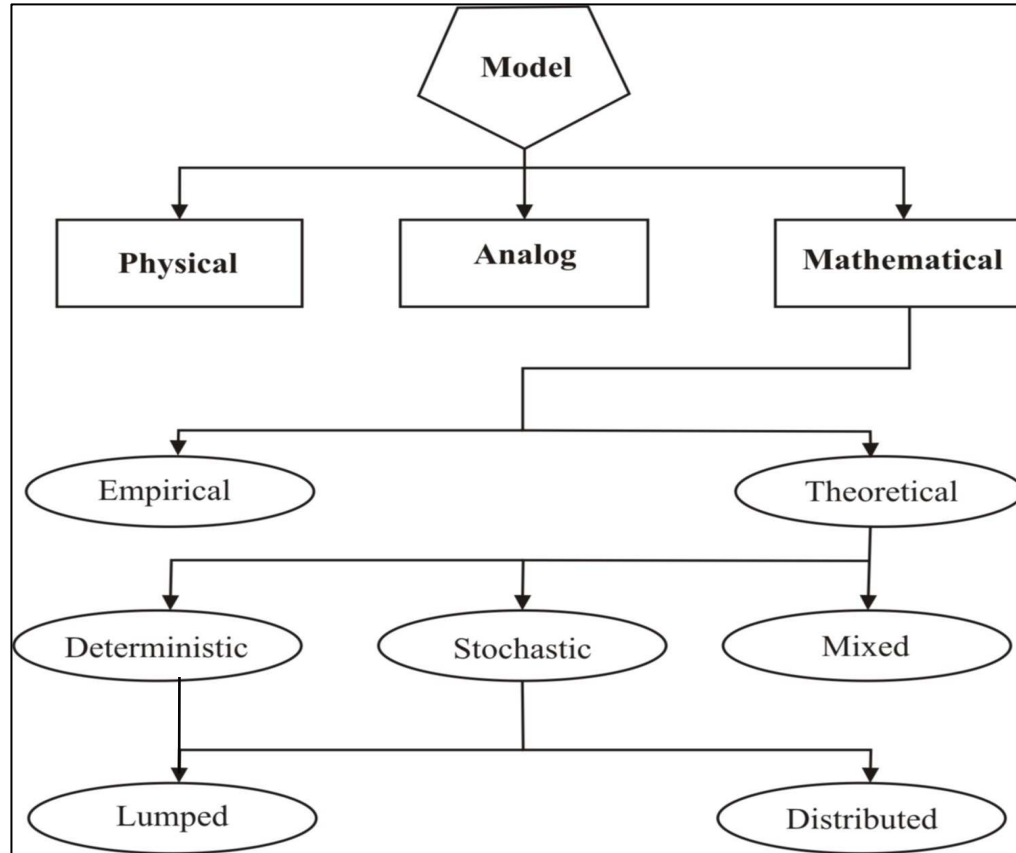 Model
Physical
Analog
Mathematical
Empirical
Theoretical
Deterministic
Stochastic
Mixed
Lumped
Distributed